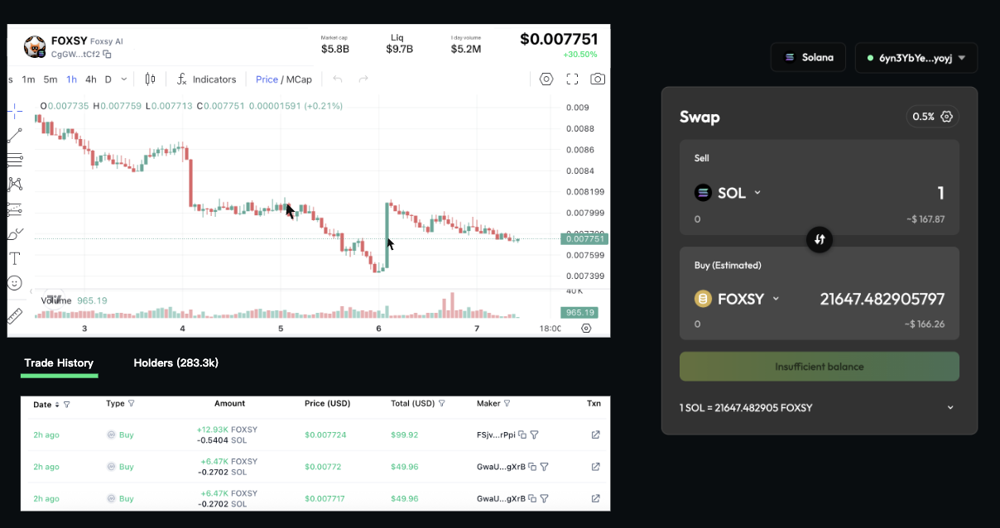 FOXSY Foxsy AI
CgGW...tCf2
Market cap
$5.8B
Liq
$9.7B
1 day volume
$5.2M
$0.007751
+30.50%
s 1m 5m 1h 4h D Indicators Price / MCap
O0.007735 H0.007759 L0.007713 C0.007751 0.00001591 (+0.21%)
0.009
0.0088
0.0086
0.0084
0.008199
0.007999
0.007799
0.007751
0.007599
0.007399
Volume 965.19
40K
965.19
3 4 5 6 7 18:00
Trade History Holders (283.3k)
Date Type Amount Price (USD) Total (USD) Maker Txn
2h ago Buy +12.93K FOXSY $0.007724 $99.92 FSjv...rPpi
-0.5404 SOL
2h ago Buy +6.47K FOXSY $0.00772 $49.96 GwaU...gXrB
-0.2702 SOL
2h ago Buy +6.47K FOXSY $0.007717 $49.96 GwaU...gXrB
-0.2702 SOL
Solana 6yn3YbYe...yoyj
Swap 0.5%
Sell
SOL 1
0 ~$ 167.87
Buy (Estimated)
FOXSY 21647.482905797
0 ~$ 166.26
Insufficient balance
1 SOL = 21647.482905 FOXSY